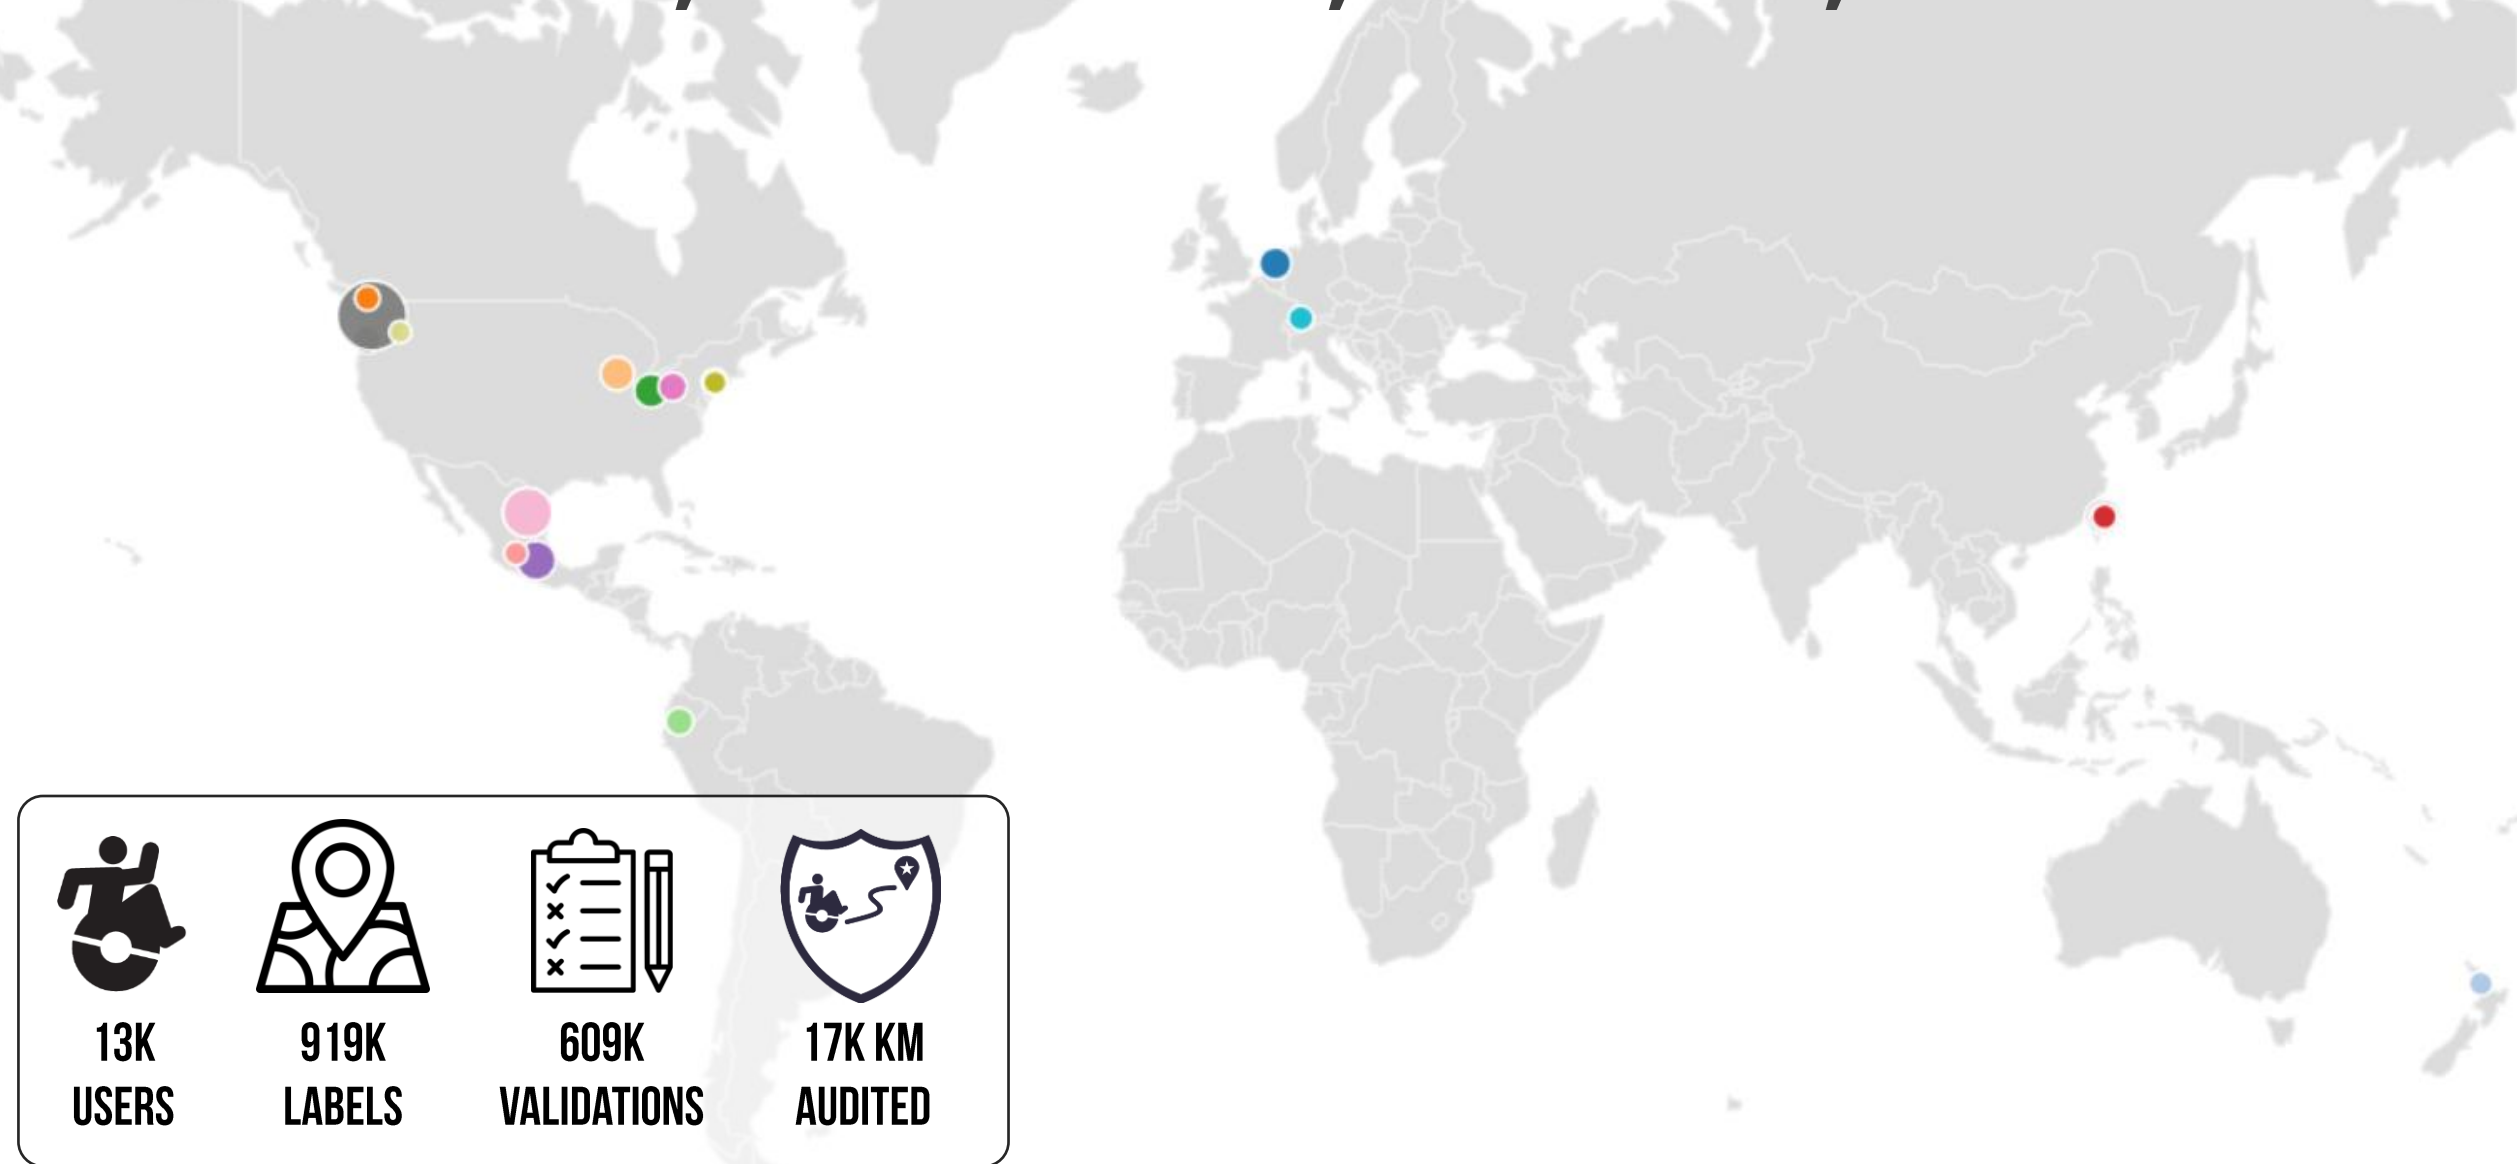 13K
USERS
919K
LABELS
609K
VALIDATIONS
17K KM
AUDITED